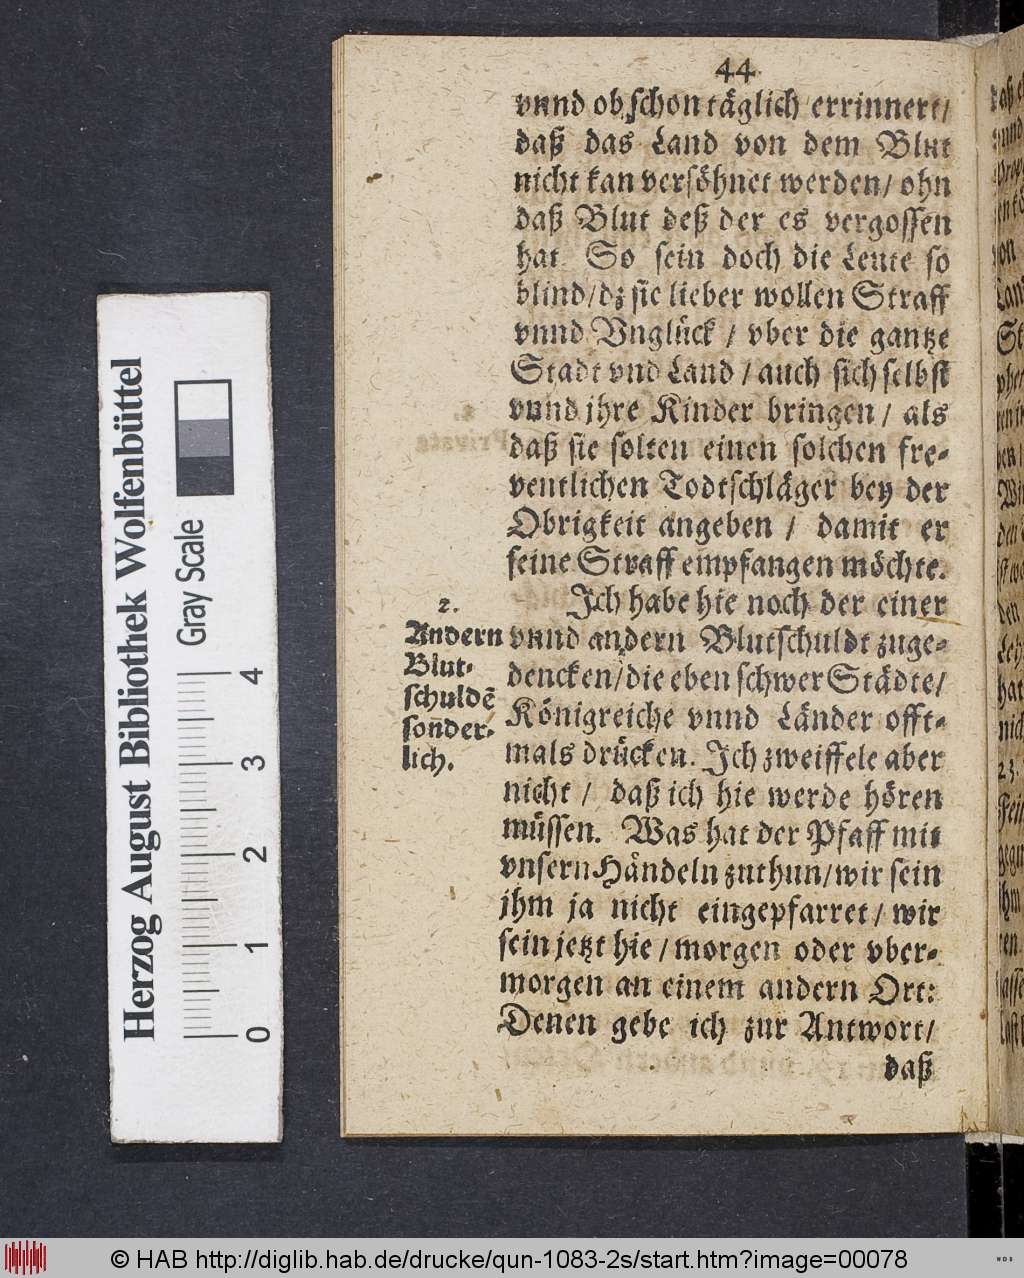 44
vnnd ob schon täglich errinnert/
daß das Land von dem Blut
nicht kan versöhnet werden/ ohn
daß Blut deß der es vergossen
hat. So sein doch die Leute so
blind/dz sie lieber wollen Straff
vnnd Vnglück / vber die gantze
Stadt vnd Land / auch sich selbst
vnnd jhre Kinder bringen / als
daß sie solten einen solchen fre-
ventlichen Todtschläger bey der
Obrigkeit angeben / damit er
seine Straff empfangen möchte.
Ich habe hie noch der einer
vnnd andern Blutschuldt zuge-
dencken/die eben schwer Städte/
Königreiche vnnd Länder offt-
mals drücken. Ich zweiffele aber
nicht / daß ich hie werde hören
müssen. Was hat der Pfaff mit
vnsern Händeln zuthun/wir sein
jhm ja nicht eingepfarret / wir
sein jetzt hie / morgen oder vber-
morgen an einem andern Ort:
Denen gebe ich zur Antwort/
daß
2.
Andern
Blut-
schuldẽ
soñder-
lich.
Herzog August Bibliothek Wolfenbüttel
Gray Scale
0 1 2 3 4
© HAB http://diglib.hab.de/drucke/qun-1083-2s/start.htm?image=00078